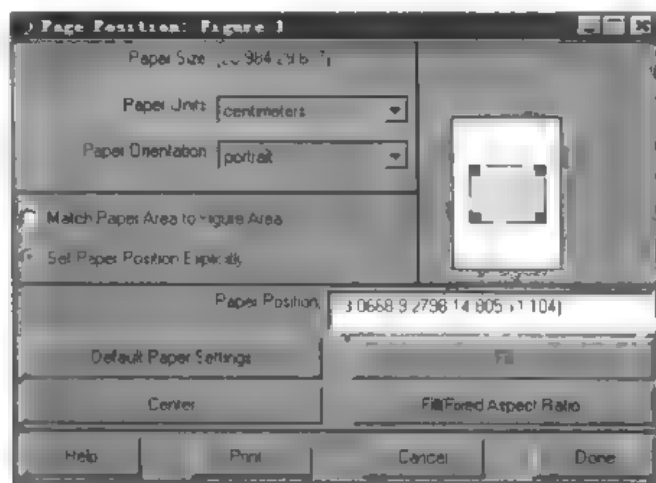 Page Position: Figure 1
Paper Size
Paper Units centimeters
Paper Orientation portrait
Match Paper Area to Figure Area
Set Paper Position Explicitly
Paper Position
Default Paper Settings Fill
Center Fill(Fixed Aspect Ratio
Help Print Cancel Done